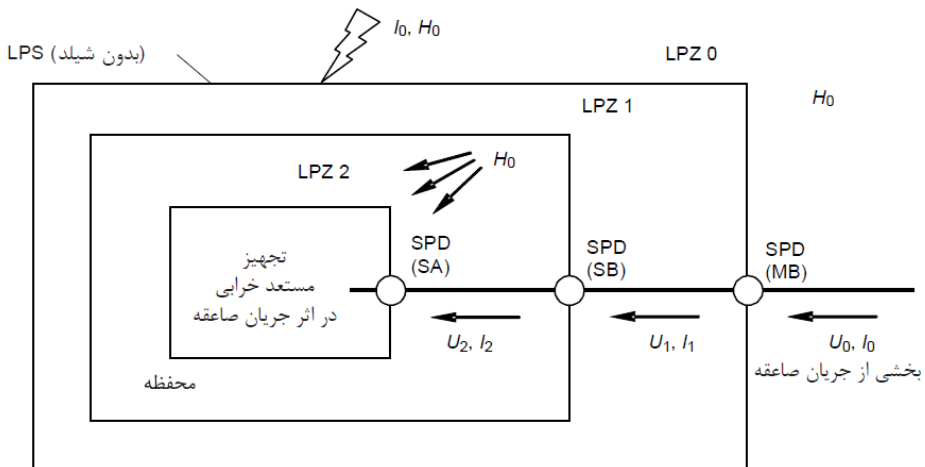 I0, H0
LPZ 0
LPS (بدون شیلد)
H0
LPZ 1
LPZ 2
H0
SPD
(SA)
SPD
(SB)
SPD
(MB)
تجهیز
مستعد خرابی
در اثر جریان صاعقه
U2, I2
U1, I1
U0, I0
بخشی از جریان صاعقه
محفظه